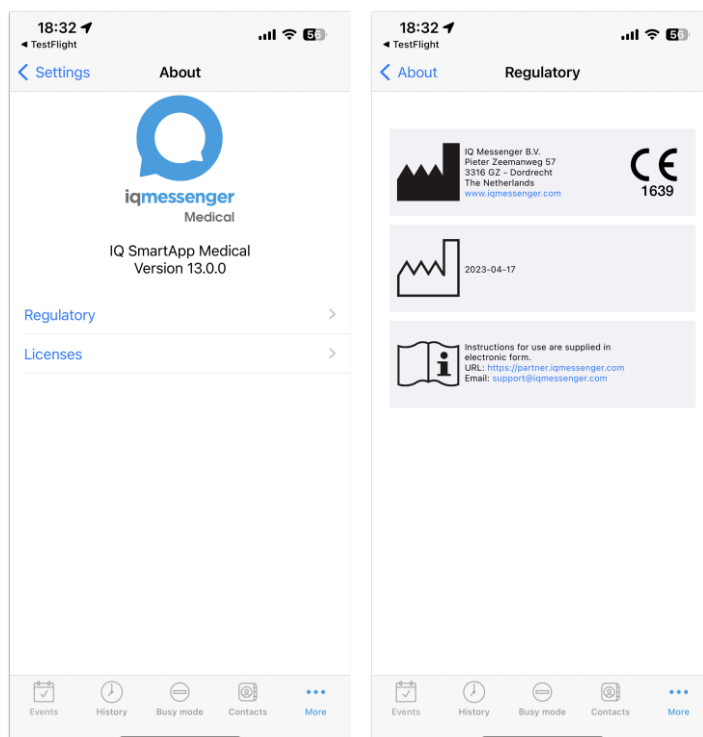 18:32
TestFlight
Settings
About
iqmessenger
Medical
IQ SmartApp Medical
Version 13.0.0
Regulatory
Licenses
Events
History
Busy mode
Contacts
More
18:32
TestFlight
About
Regulatory
IQ Messenger B.V.
Pieter Zeemanweg 57
3316 GZ - Dordrecht
The Netherlands
www.iqmessenger.com
CE
1639
2023-04-17
Instructions for use are supplied in
electronic form.
URL: https://partner.iqmessenger.com
Email: support@iqmessenger.com
Events
History
Busy mode
Contacts
More